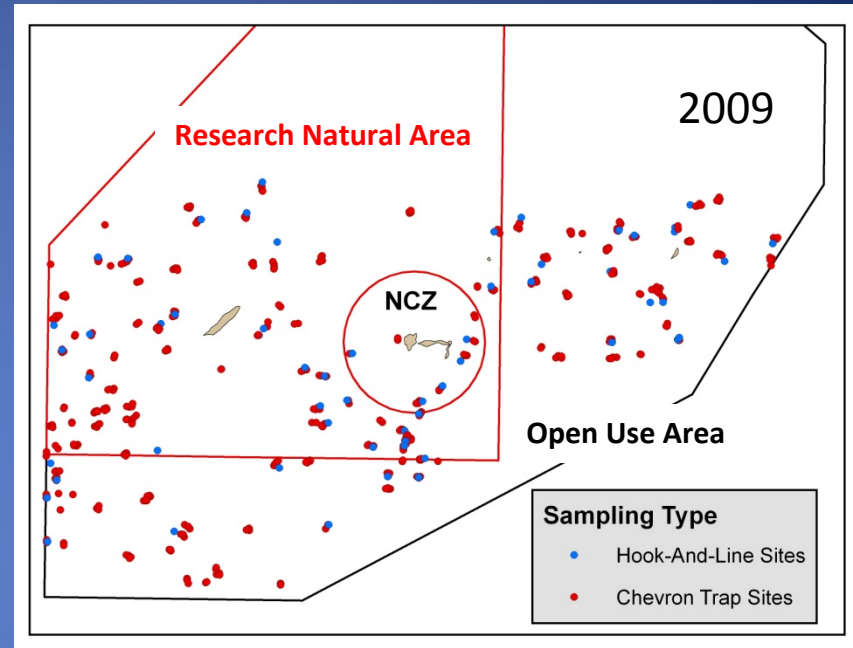 2009
Research Natural Area
NCZ
Open Use Area
Sampling Type
Hook-And-Line Sites
Chevron Trap Sites